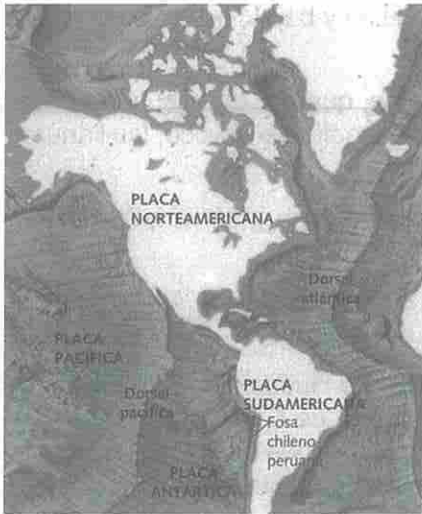 PLACA
NORTEAMERICANA
Dorsal
atlántica
PLACA
PACÍFICA
Dorsal
pacífica
PLACA
SUDAMERICANA
Fosa
chileno-
peruana
PLACA
ANTÁRTICA